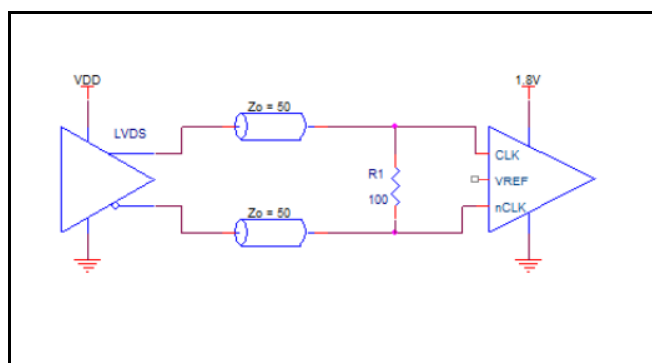 VDD
1.8V
Zo = 50
LVDS
CLK
R1
VREF
100
nCLK
Zo = 50